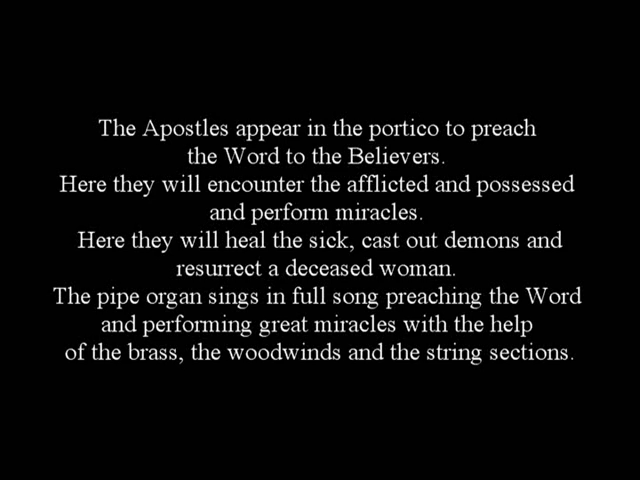 The Apostles appear in the portico to preach
the Word to the Believers.
Here they will encounter the afflicted and possessed
and perform miracles.
Here they will heal the sick, cast out demons and
resurrect a deceased woman.
The pipe organ sings in full song preaching the Word
and performing great miracles with the help
of the brass, the woodwinds and the string sections.